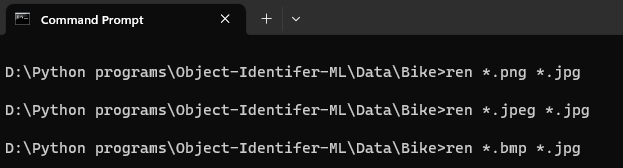 Command Prompt
D:\Python programs\Object-Identifer-ML\Data\Bike>ren *.png *.jpg
D:\Python programs\Object-Identifer-ML\Data\Bike>ren *.jpeg *.jpg
D:\Python programs\Object-Identifer-ML\Data\Bike>ren *.bmp *.jpg